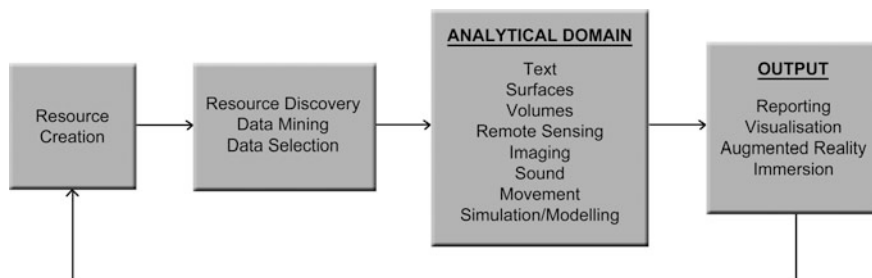 Resource
Creation
Resource Discovery
Data Mining
Data Selection
ANALYTICAL DOMAIN
Text
Surfaces
Volumes
Remote Sensing
Imaging
Sound
Movement
Simulation/Modelling
OUTPUT
Reporting
Visualisation
Augmented Reality
Immersion